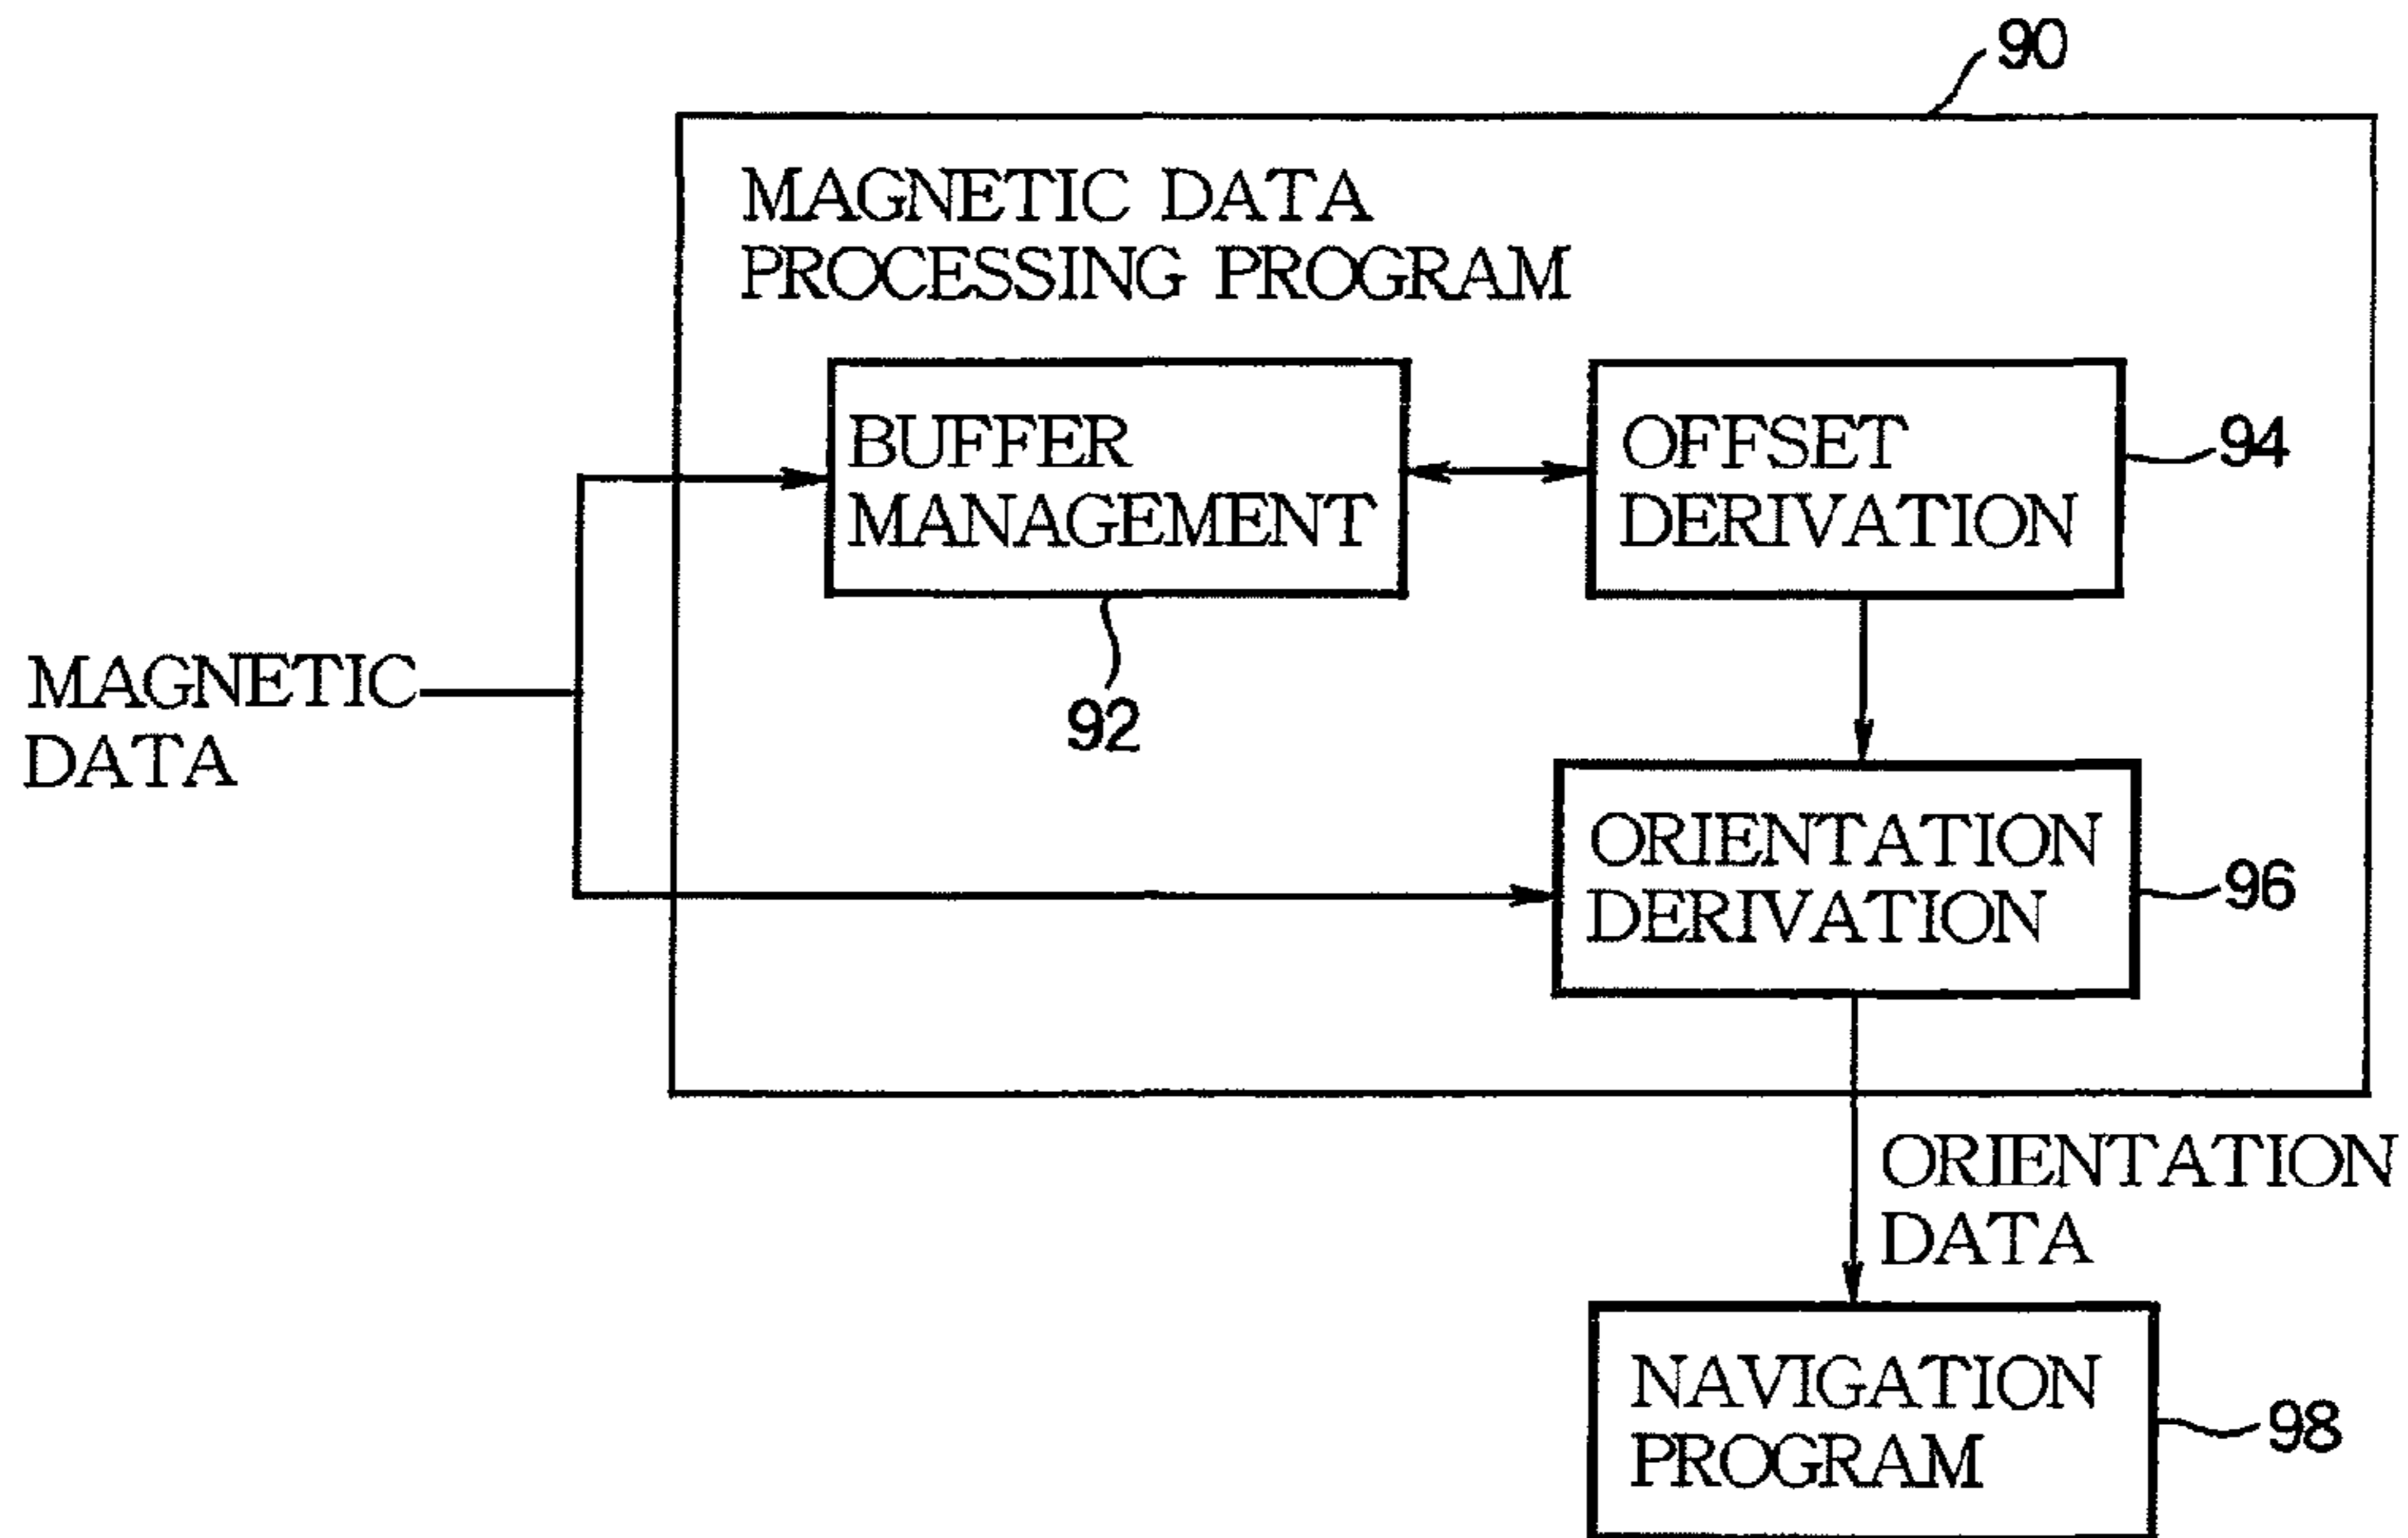 90
MAGNETIC DATA
PROCESSING PROGRAM
BUFFER
MANAGEMENT
92
OFFSET
DERIVATION
94
MAGNETIC
DATA
ORIENTATION
DERIVATION
96
ORIENTATION
DATA
NAVIGATION
PROGRAM
98